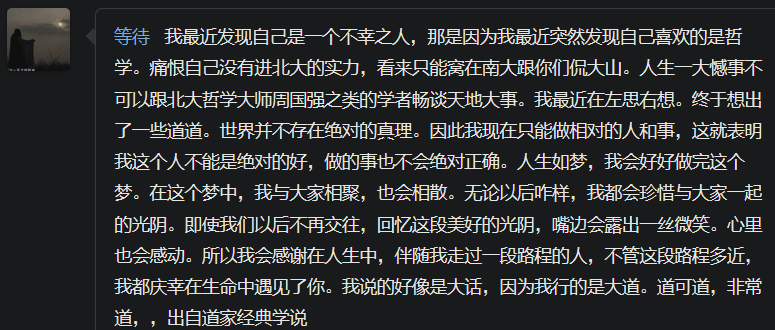 等待 我最近发现自己是一个不幸之人，那是因为我最近突然发现自己喜欢的是哲
学。痛恨自己没有进北大的实力，看来只能窝在南大跟你们侃大山。人生一大憾事不
可以跟北大哲学大师周国强之类的学者畅谈天地大事。我最近在左思右想。终于想出
了一些道道。世界并不存在绝对的真理。因此我现在只能做相对的人和事，这就表明
我这个人不能是绝对的好，做的事也不会绝对正确。人生如梦，我会好好做完这个
梦。在这个梦中，我与大家相聚，也会相散。无论以后咋样，我都会珍惜与大家一起
的光阴。即使我们以后不再交往，回忆这段美好的光阴，嘴边会露出一丝微笑。心里
也会感动。所以我会感谢在人生中，伴随我走过一段路程的人，不管这段路程多近，
我都庆幸在生命中遇见了你。我说的好像是大话，因为我行的是大道。道可道，非常
道，，出自道家经典学说